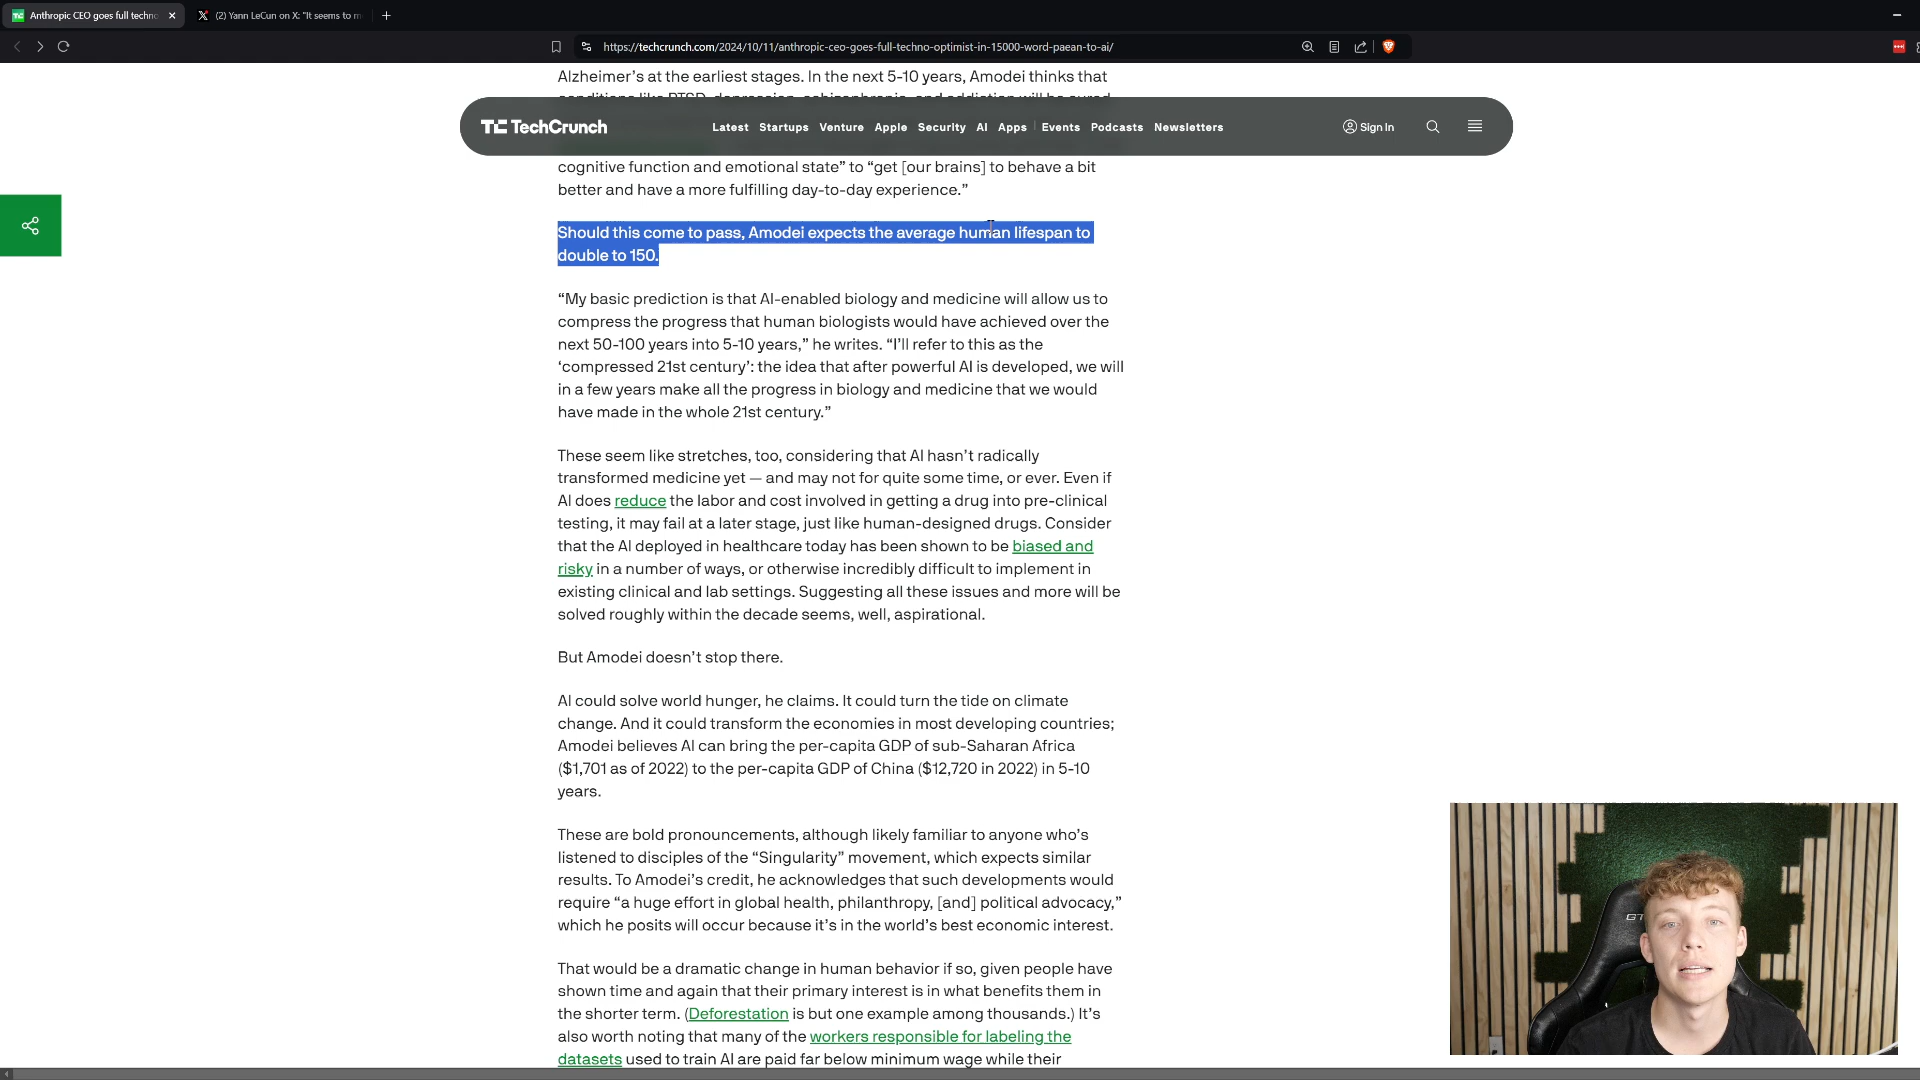 Anthropic CEO goes full techno
(2) Yann LeCun on X: "It seems to m
https://techcrunch.com/2024/10/11/anthropic-ceo-goes-full-techno-optimist-in-15000-word-paean-to-ai/
Alzheimer's at the earliest stages. In the next 5-10 years, Amodei thinks that
conditions like PTSD, depression, schizophrenia, and addiction will be cured
TechCrunch
Latest Startups Venture Apple Security AI Apps Events Podcasts Newsletters
Sign In
cognitive function and emotional state” to “get [our brains] to behave a bit
better and have a more fulfilling day-to-day experience.”
Should this come to pass, Amodei expects the average human lifespan to
double to 150.
“My basic prediction is that AI-enabled biology and medicine will allow us to
compress the progress that human biologists would have achieved over the
next 50-100 years into 5-10 years,” he writes. “I’ll refer to this as the
‘compressed 21st century’: the idea that after powerful AI is developed, we will
in a few years make all the progress in biology and medicine that we would
have made in the whole 21st century.”
These seem like stretches, too, considering that AI hasn’t radically
transformed medicine yet — and may not for quite some time, or ever. Even if
AI does reduce the labor and cost involved in getting a drug into pre-clinical
testing, it may fail at a later stage, just like human-designed drugs. Consider
that the AI deployed in healthcare today has been shown to be biased and
risky in a number of ways, or otherwise incredibly difficult to implement in
existing clinical and lab settings. Suggesting all these issues and more will be
solved roughly within the decade seems, well, aspirational.
But Amodei doesn’t stop there.
AI could solve world hunger, he claims. It could turn the tide on climate
change. And it could transform the economies in most developing countries;
Amodei believes AI can bring the per-capita GDP of sub-Saharan Africa
($1,701 as of 2022) to the per-capita GDP of China ($12,720 in 2022) in 5-10
years.
These are bold pronouncements, although likely familiar to anyone who’s
listened to disciples of the “Singularity” movement, which expects similar
results. To Amodei’s credit, he acknowledges that such developments would
require “a huge effort in global health, philanthropy, [and] political advocacy,”
which he posits will occur because it’s in the world’s best economic interest.
That would be a dramatic change in human behavior if so, given people have
shown time and again that their primary interest is in what benefits them in
the shorter term. (Deforestation is but one example among thousands.) It’s
also worth noting that many of the workers responsible for labeling the
datasets used to train AI are paid far below minimum wage while their